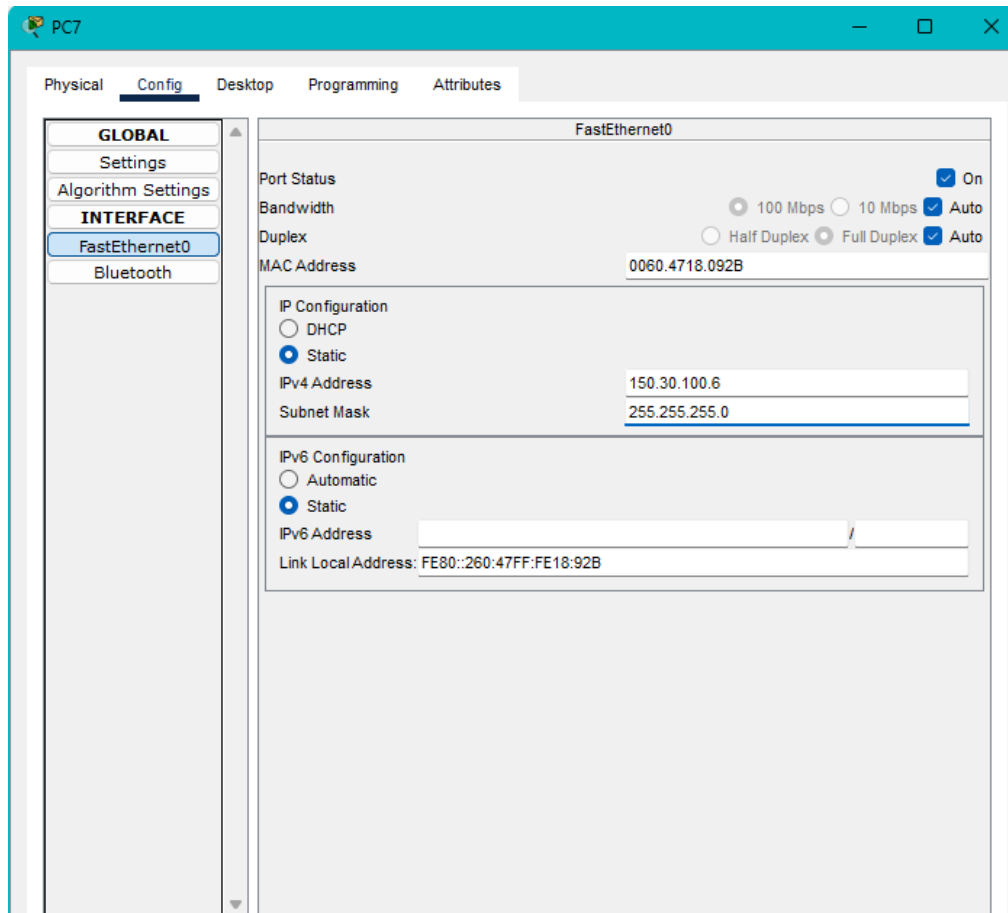 PC7
Physical Config Desktop Programming Attributes
GLOBAL
Settings
Algorithm Settings
INTERFACE
FastEthernet0
Bluetooth
FastEthernet0
Port Status On
Bandwidth 100 Mbps 10 Mbps Auto
Duplex Half Duplex Full Duplex Auto
MAC Address 0060.4718.092B
IP Configuration
DHCP
Static
IPv4 Address 150.30.100.6
Subnet Mask 255.255.255.0
IPv6 Configuration
Automatic
Static
IPv6 Address /
Link Local Address: FE80::260:47FF:FE18:92B